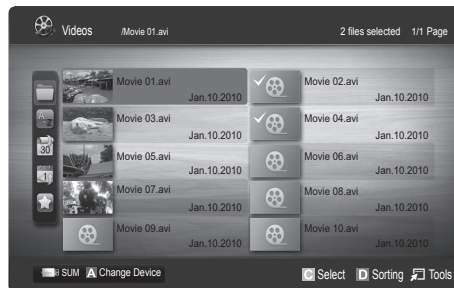 Videos /Movie 01.avi 2 files selected 1/1 Page
Movie 01.avi Movie 02.avi
Jan.10.2010 Jan.10.2010
Movie 03.avi Movie 04.avi
Jan.10.2010 Jan.10.2010
Movie 05.avi Movie 06.avi
Jan.10.2010 Jan.10.2010
Movie 07.avi Movie 08.avi
Jan.10.2010 Jan.10.2010
Movie 09.avi Movie 10.avi
Jan.10.2010 Jan.10.2010
A Z
30
SUM A Change Device C Select D Sorting Tools